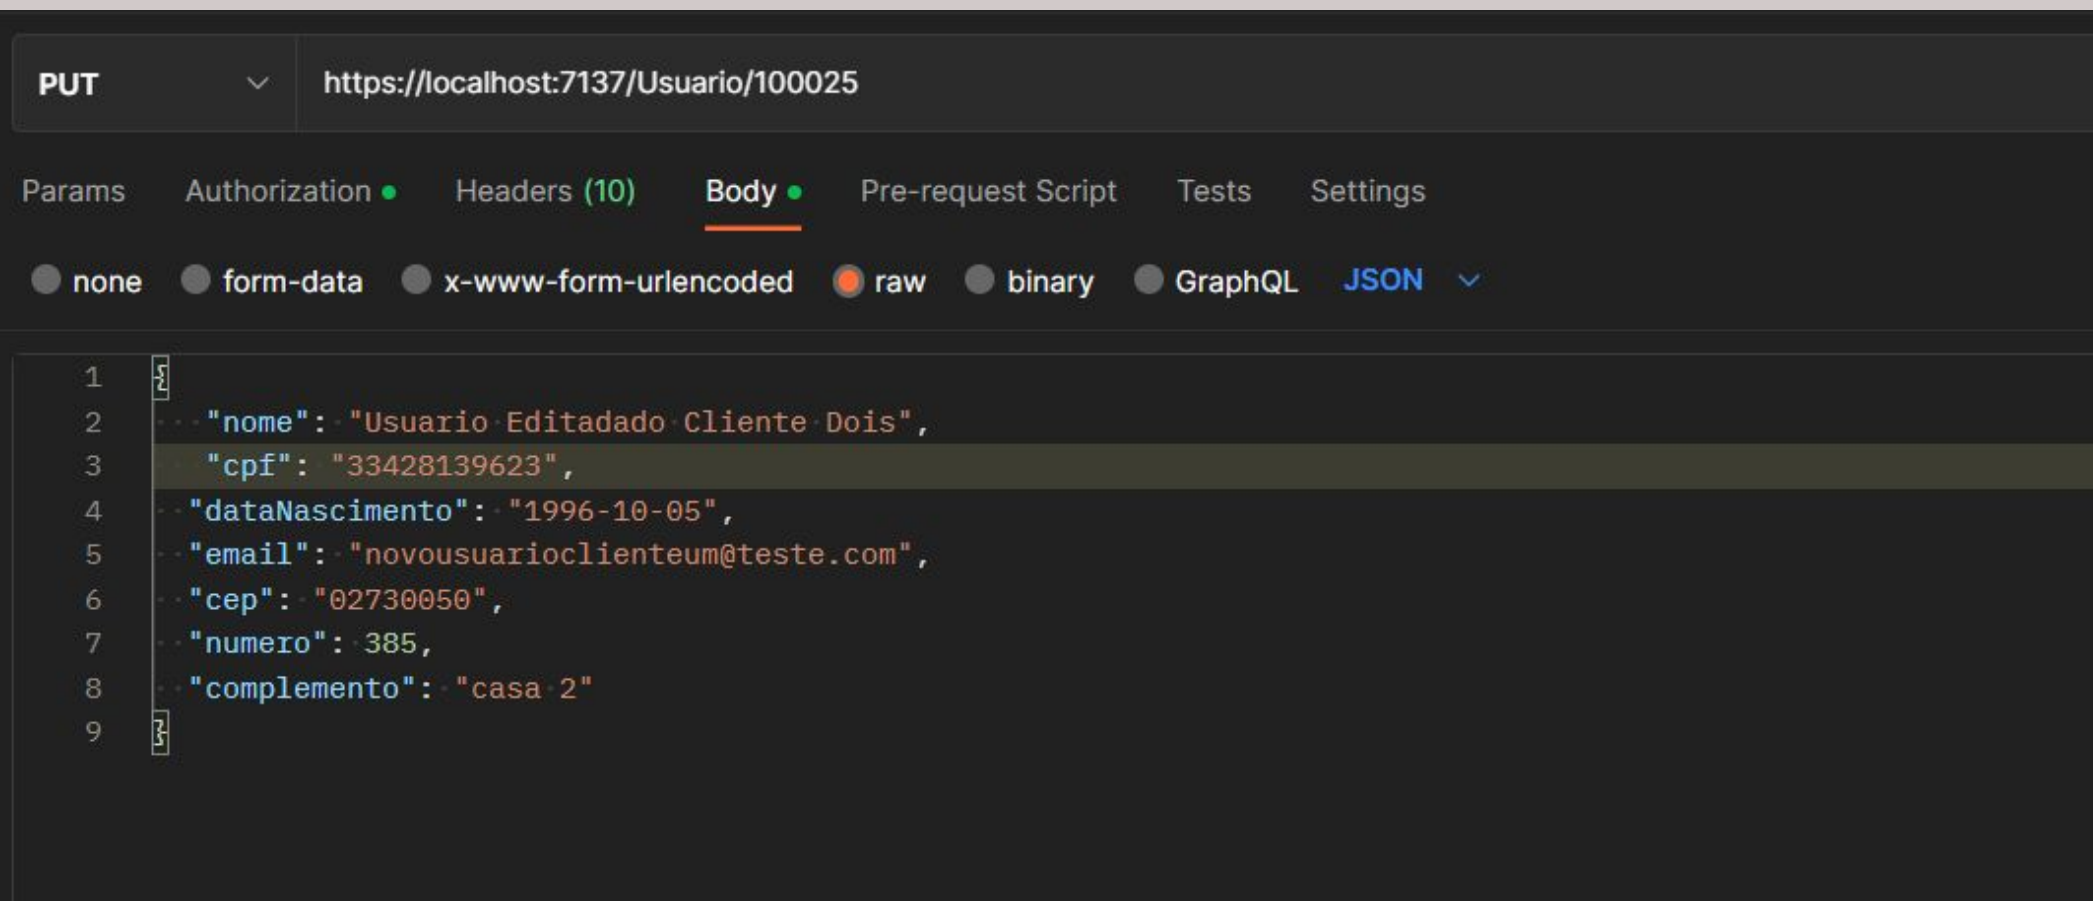 PUT https://localhost:7137/Usuario/100025
Params Authorization Headers (10) Body Pre-request Script Tests Settings
none form-data x-www-form-urlencoded raw binary GraphQL JSON
1 {
2 "nome": "Usuario Editadado Cliente Dois",
3 "cpf": "33428139623",
4 "dataNascimento": "1996-10-05",
5 "email": "novousuarioclienteum@teste.com",
6 "cep": "02730050",
7 "numero": 385,
8 "complemento": "casa 2"
9 }